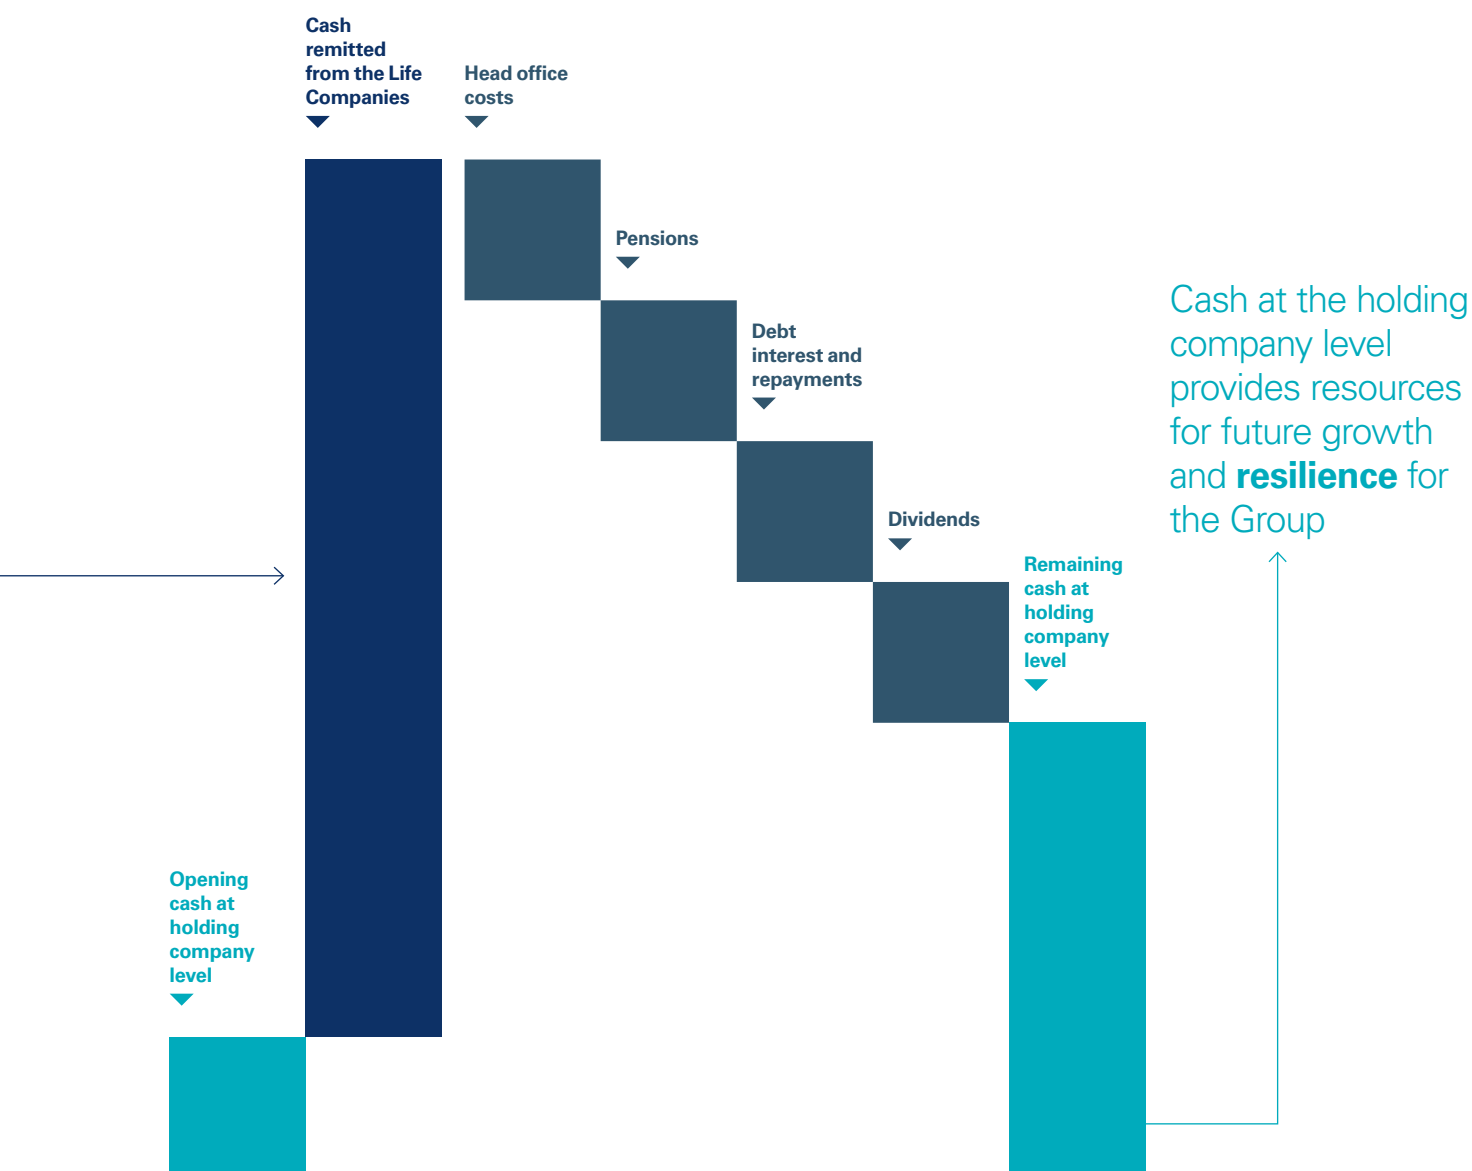 Cash
remitted
from the Life
Companies
Head office
costs
Pensions
Debt
interest and
repayments
Dividends
Remaining
cash at
holding
company
level
Opening
cash at
holding
company
level
Cash at the holding
company level
provides resources
for future growth
and resilience for
the Group